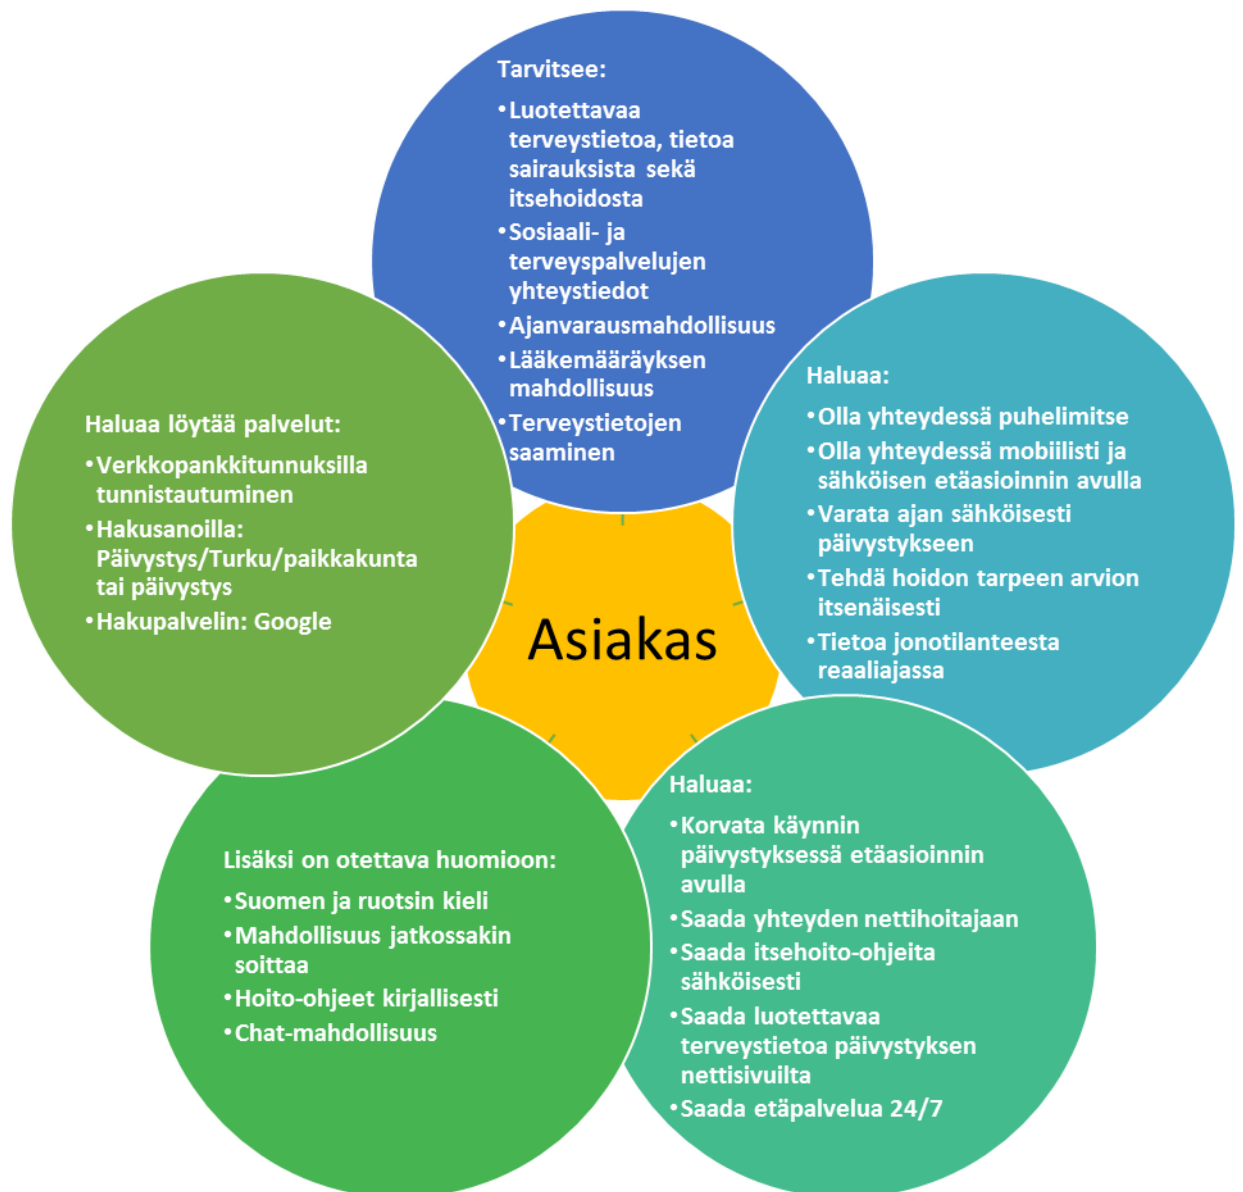 Tarvitsee:
•Luotettavaa
terveystietoa, tietoa
sairauksista sekä
itsehoidosta
•Sosiaali- ja
terveyspalvelujen
yhteystiedot
•Ajanvarausmahdollisuus
•Lääkemääräyksen
mahdollisuus
•Terveystietojen
saaminen
Haluaa:
•Olla yhteydessä puhelimitse
•Olla yhteydessä mobiilisti ja
sähköisen etäasioinnin avulla
•Varata ajan sähköisesti
päivystykseen
•Tehdä hoidon tarpeen arvion
itsenäisesti
•Tietoa jonotilanteesta
reaaliajassa
Haluaa:
•Korvata käynnin
päivystyksessä etäasioinnin
avulla
•Saada yhteyden nettihoitajaan
•Saada itsehoito-ohjeita
sähköisesti
•Saada luotettavaa
terveystietoa päivystyksen
nettisivuilta
•Saada etäpalvelua 24/7
Lisäksi on otettava huomioon:
•Suomen ja ruotsin kieli
•Mahdollisuus jatkossakin
soittaa
•Hoito-ohjeet kirjallisesti
•Chat-mahdollisuus
Haluaa löytää palvelut:
•Verkkopankkitunnuksilla
tunnistautuminen
•Hakusanoilla:
Päivystys/Turku/paikkakunta
tai päivystys
•Hakupalvelin: Google
Asiakas